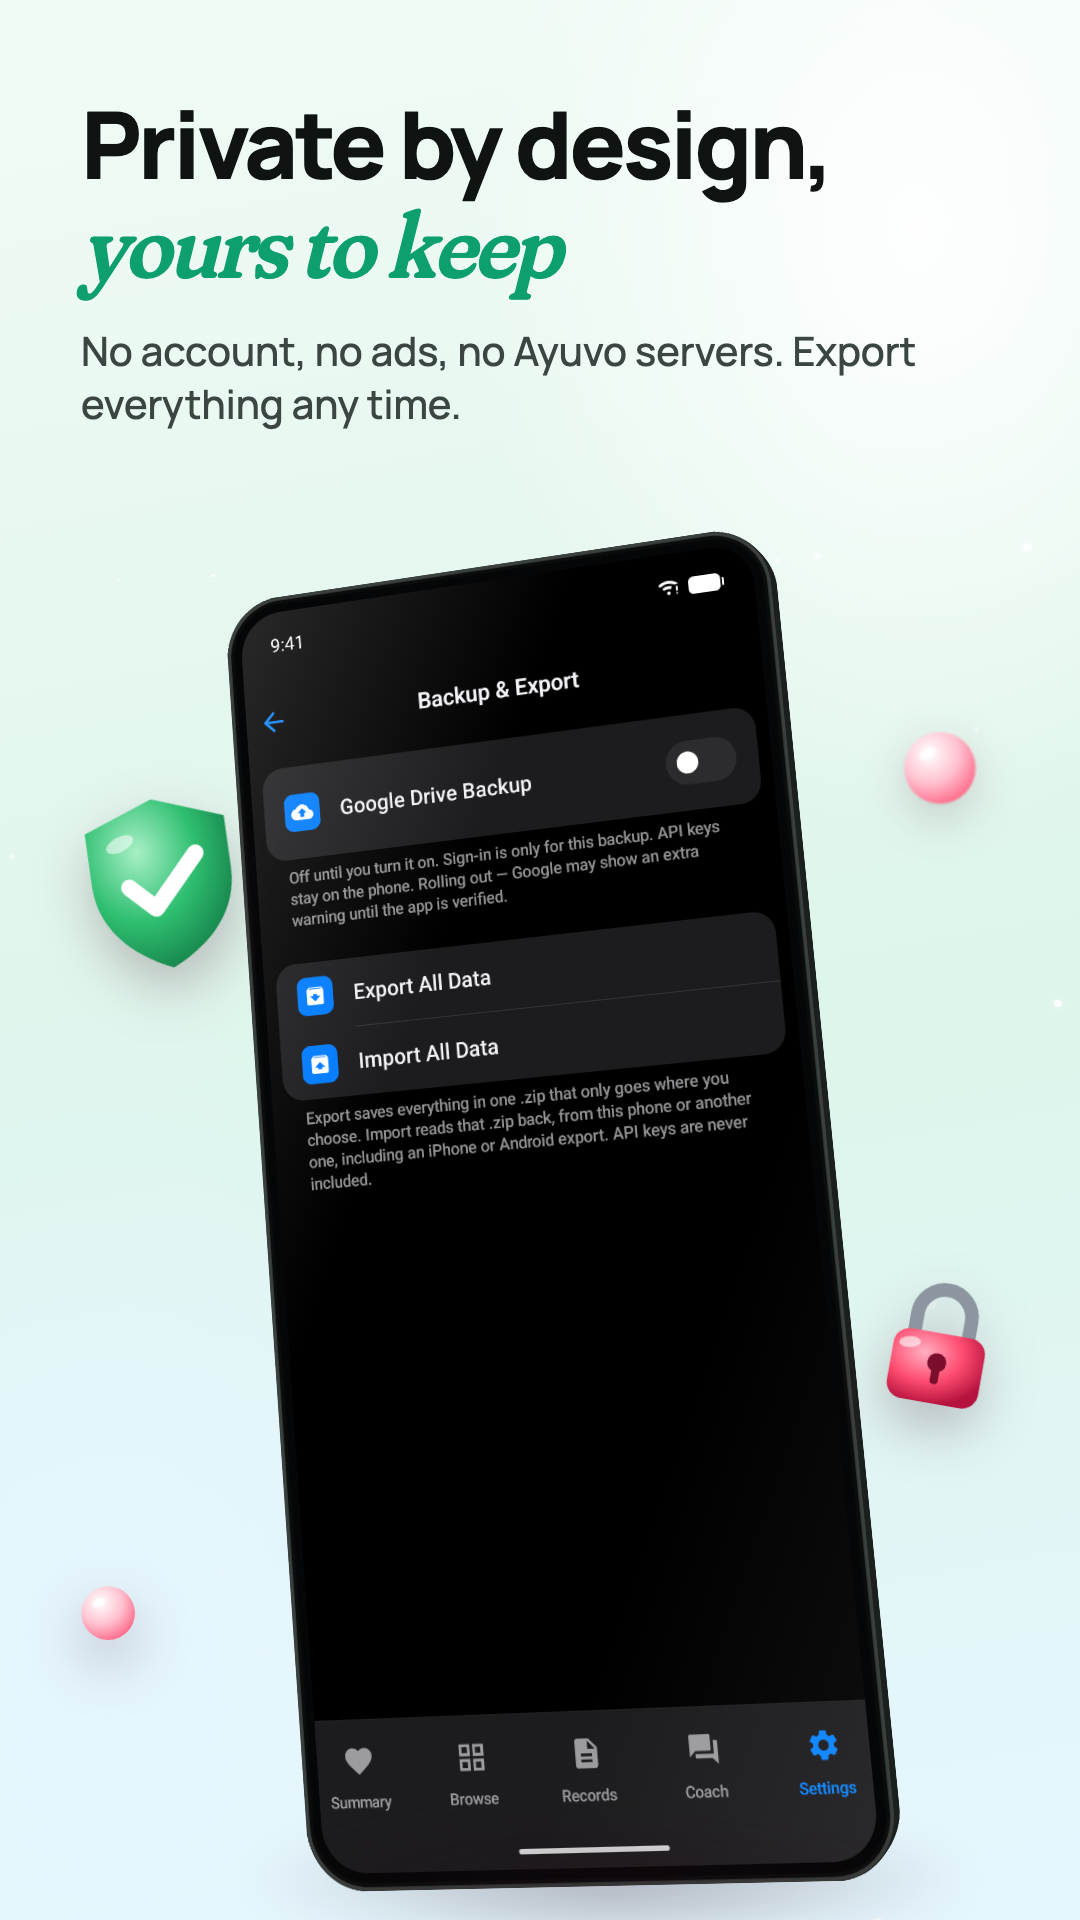 Private by design,
yours to keep
No account, no ads, no Ayuvo servers. Export
everything any time.
9:41
Backup & Export
Google Drive Backup
Off until you turn it on. Sign-in is only for this backup. API keys
stay on the phone. Rolling out — Google may show an extra
warning until the app is verified.
Export All Data
Import All Data
Export saves everything in one .zip that only goes where you
choose. Import reads that .zip back, from this phone or another
one, including an iPhone or Android export. API keys are never
included.
Summary
Browse
Records
Coach
Settings